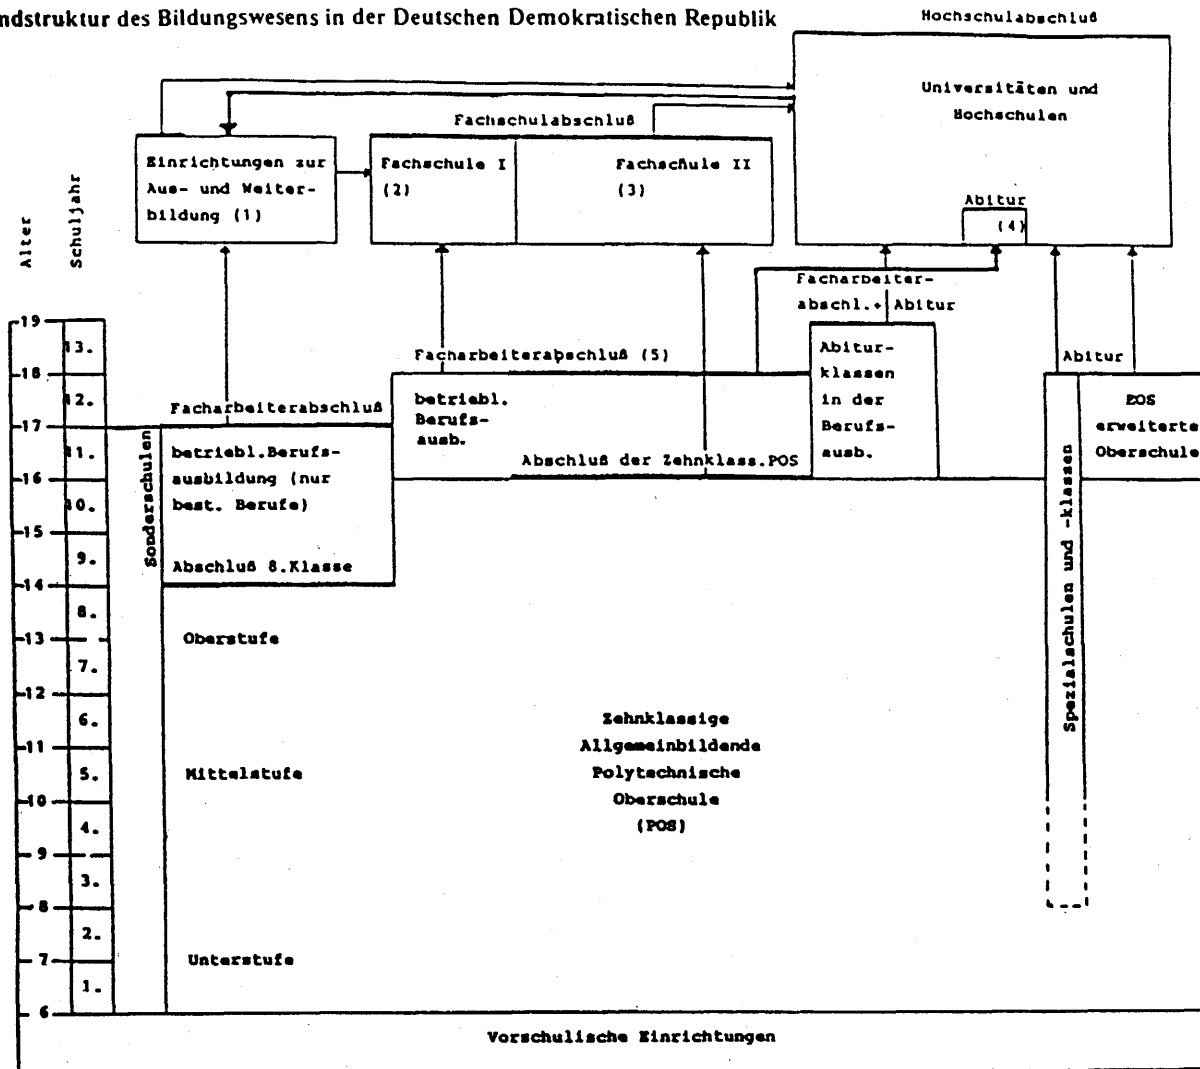 ndstruktur des Bildungswesens in der Deutschen Demokratischen Republik
Hochschulabschluß
Universitäten und
Hochschulen
Fachschulabschluß
Einrichtungen zur
Aus- und Weiter-
bildung (1)
Fachschule I
(2)
Fachschule II
(3)
Abitur
(4)
Alter
Schuljahr
Facharbeiter-
abschl.+ Abitur
19
13.
18
12.
17
11.
16
10.
15
9.
14
8.
13
7.
12
6.
11
5.
10
4.
9
3.
8
2.
7
1.
6
Facharbeiterabschluß (5)
Abitur-
klassen
in der
Berufs-
ausb.
Abitur
Facharbeiterabschluß
betriebl.
Berufs-
ausb.
EOS
erweiterte
Oberschule
Sonderschulen
betriebl.Berufs-
ausbildung (nur
best. Berufe)
Abschluß der Zehnklass.POS
Abschluß 8.Klasse
Spezialschulen und -klassen
Oberstufe
Mittelstufe
Unterstufe
Zehnklassige
Allgemeinbildende
Polytechnische
Oberschule
(POS)
Vorschulische Einrichtungen